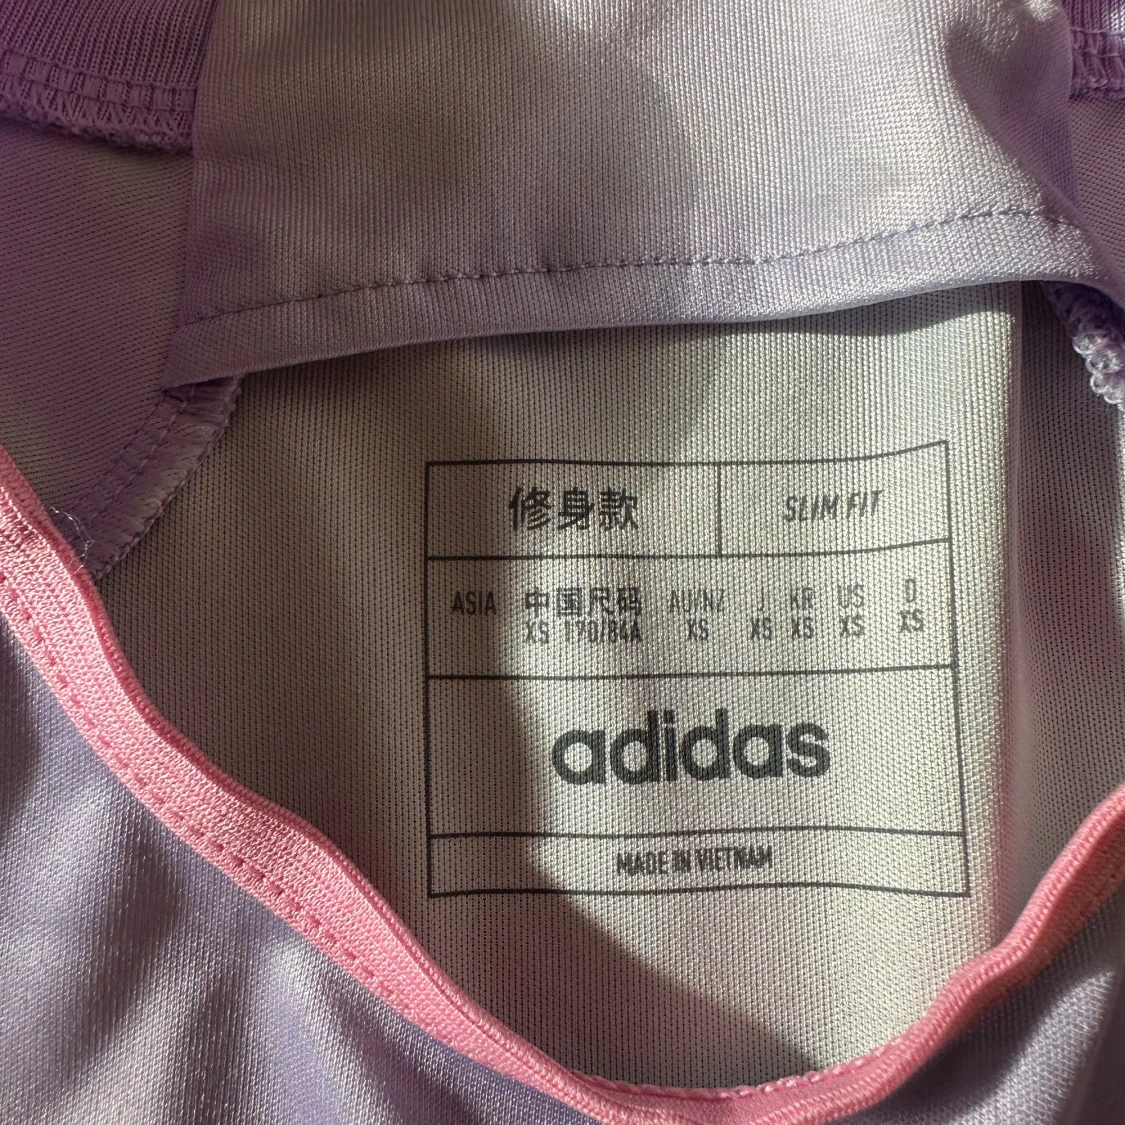 修身款 SLIM FIT
ASIA 中国尺码 AU/NZ J KR US D
XS 170/84A XS XS XS XS XS
adidas
MADE IN VIETNAM